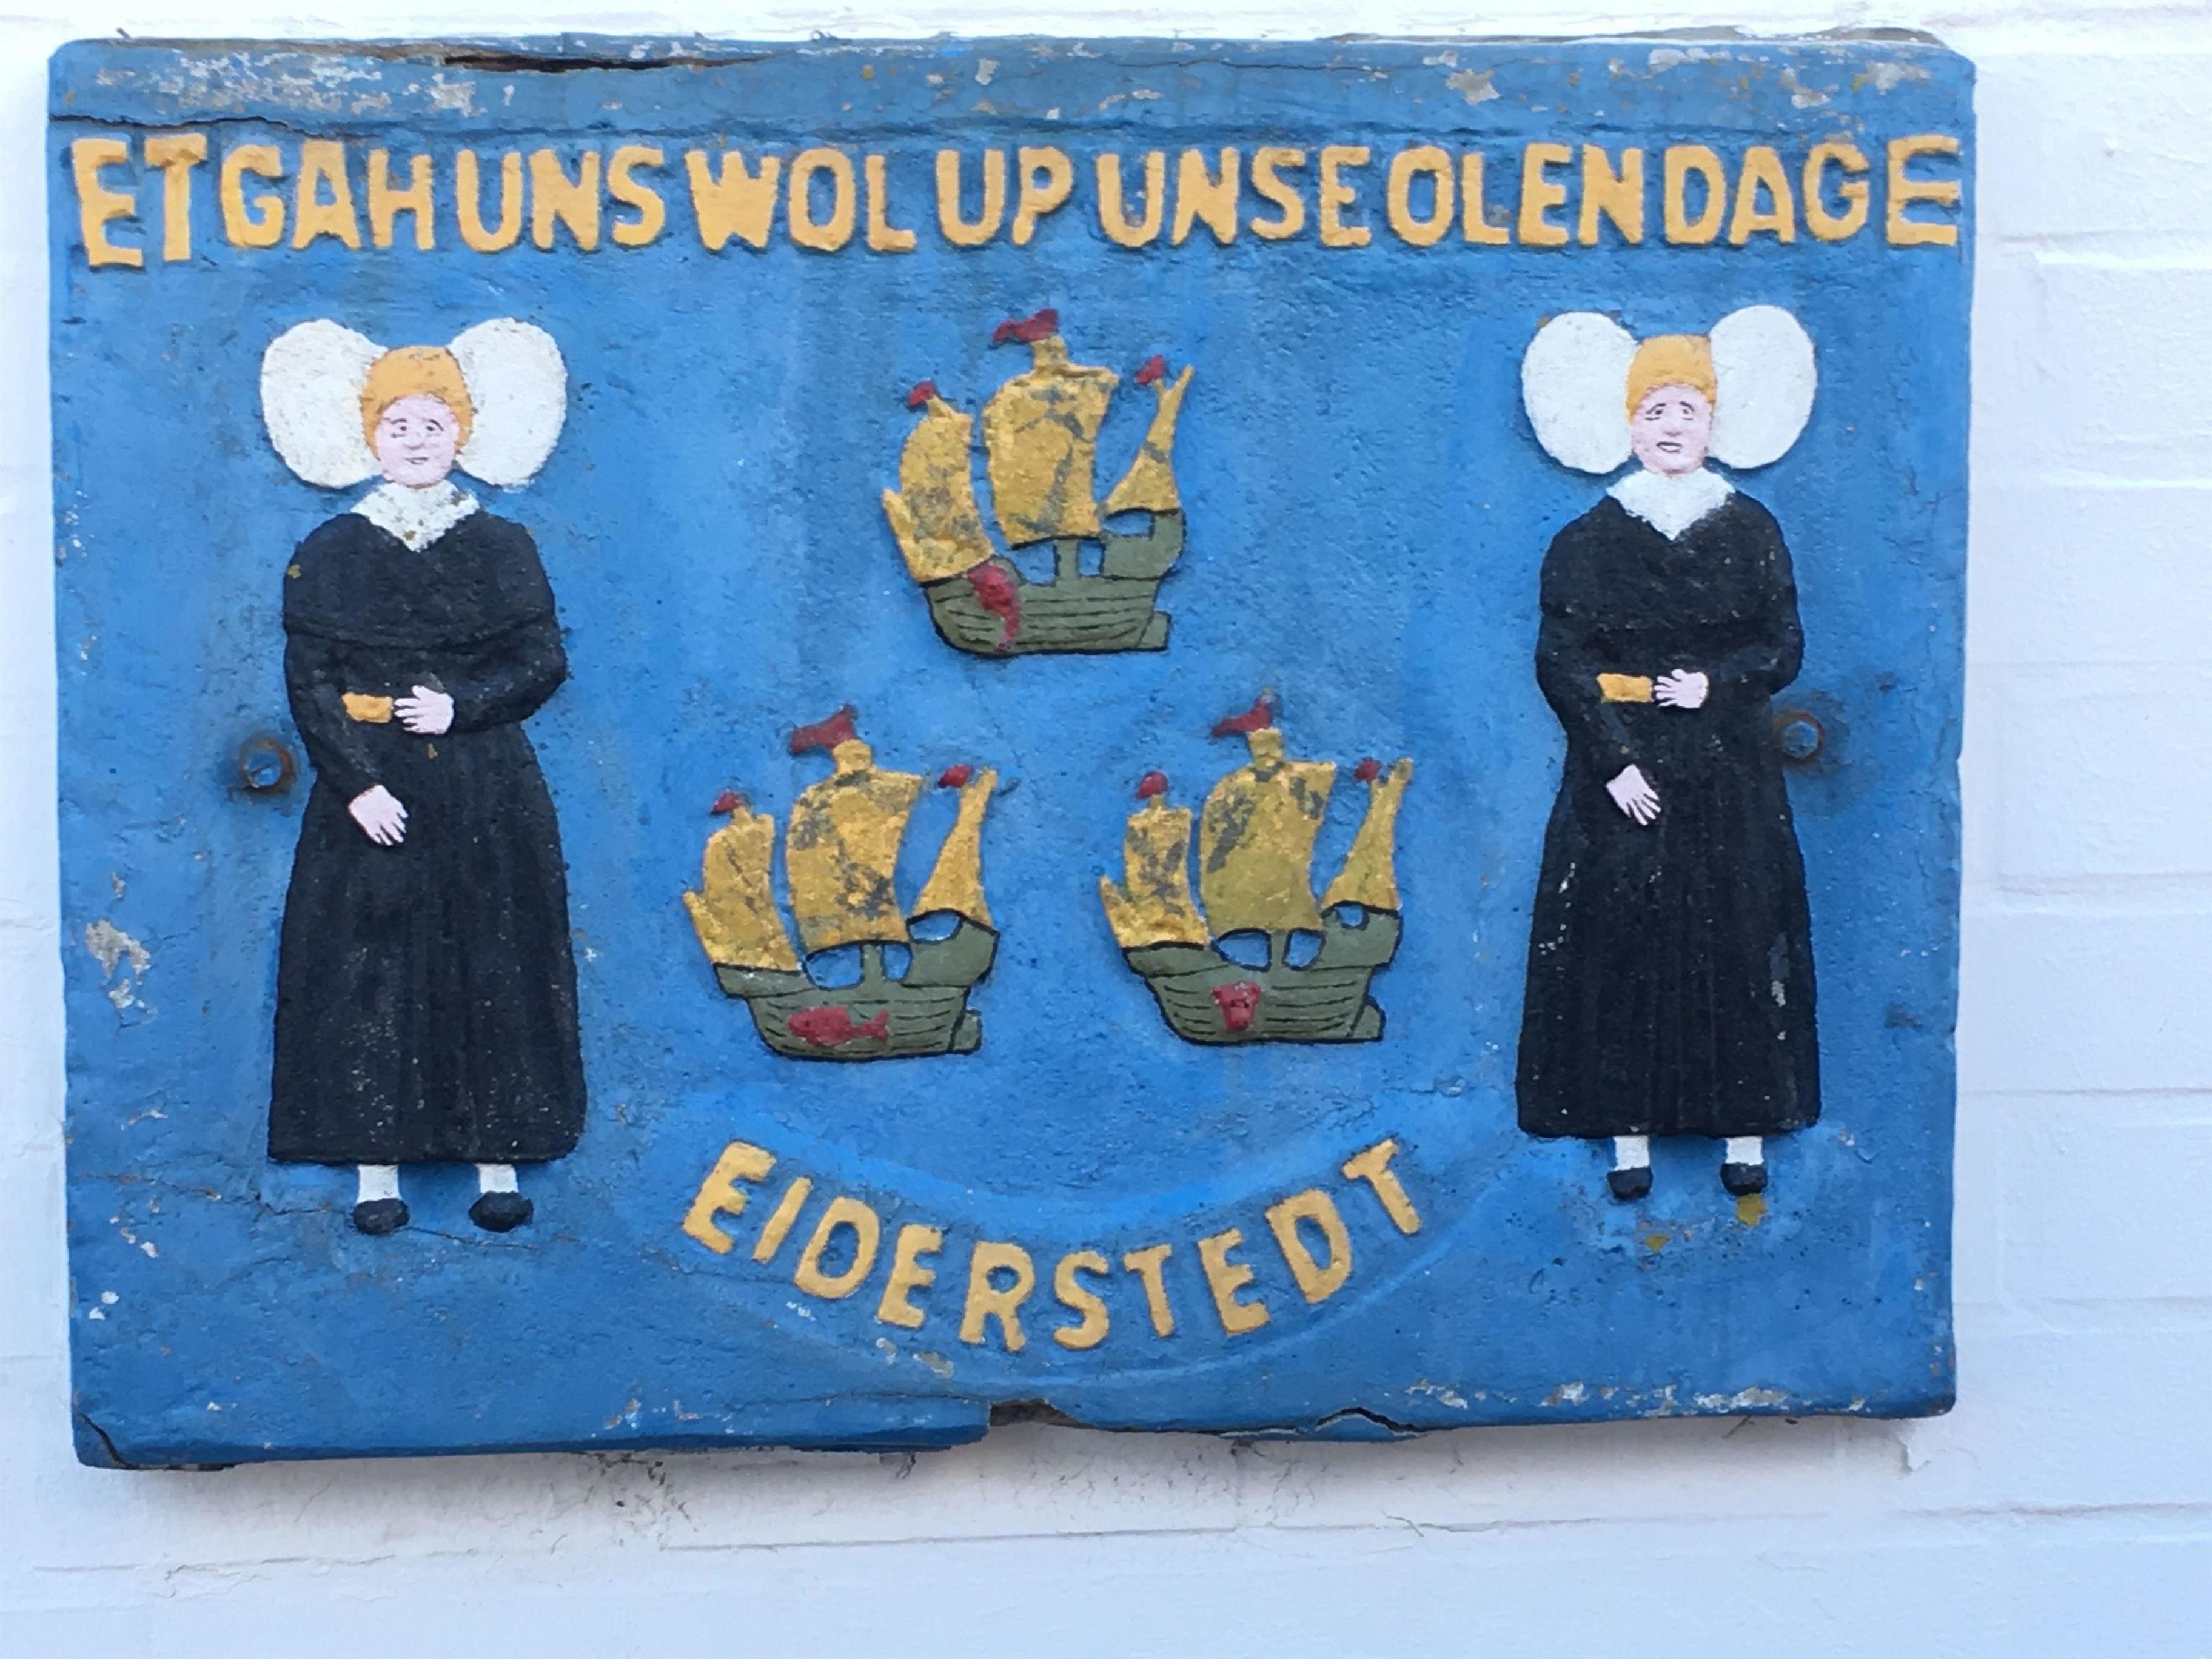 ET GAH UNS WOL UP UNSE OLEN DAGE
EIDERSTEDT